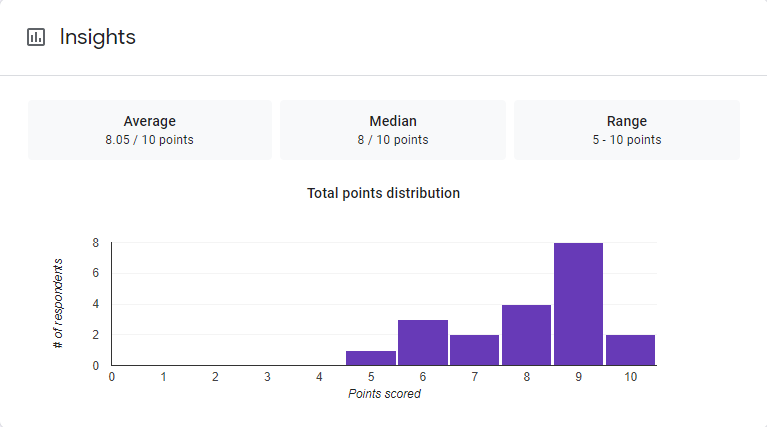 Insights
Average
8.05 / 10 points
Median
8 / 10 points
Range
5 - 10 points
Total points distribution
# of respondents
8
6
4
2
0
0 1 2 3 4 5 6 7 8 9 10
Points scored